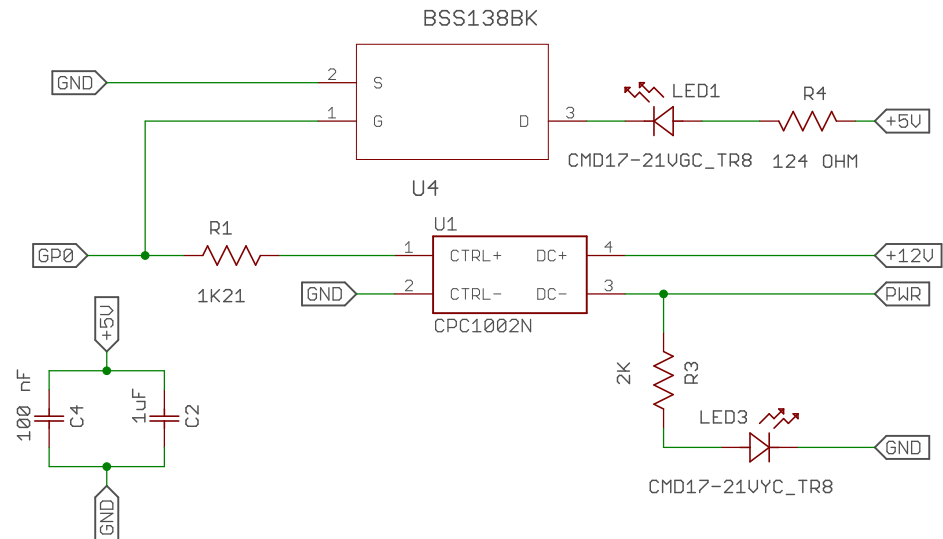 BSS138BK
GND
2
S
1
G
D
3
LED1
R4
+5V
CMD17-21VGC_TR8
124 OHM
U4
U1
R1
GP0
1K21
1
CTRL+
DC+
4
+12V
GND
2
CTRL-
DC-
3
PWR
CPC1002N
+5V
100 nF
C4
1uF
C2
GND
2K
R3
LED3
GND
CMD17-21VYC_TR8